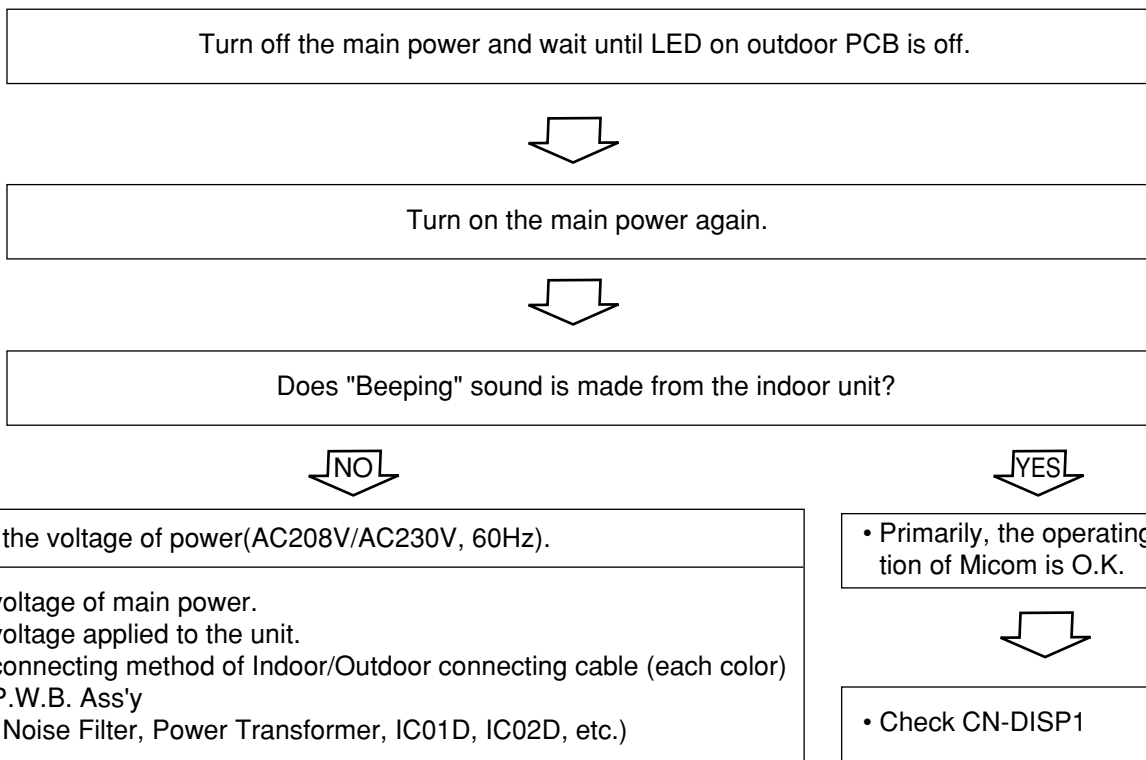 Turn off the main power and wait until LED on outdoor PCB is off.
Turn on the main power again.
Does "Beeping" sound is made from the indoor unit?
NO
YES
the voltage of power(AC208V/AC230V, 60Hz).
voltage of main power.
voltage applied to the unit.
connecting method of Indoor/Outdoor connecting cable (each color)
P.W.B. Ass'y
Noise Filter, Power Transformer, IC01D, IC02D, etc.)
• Primarily, the operating
tion of Micom is O.K.
• Check CN-DISP1